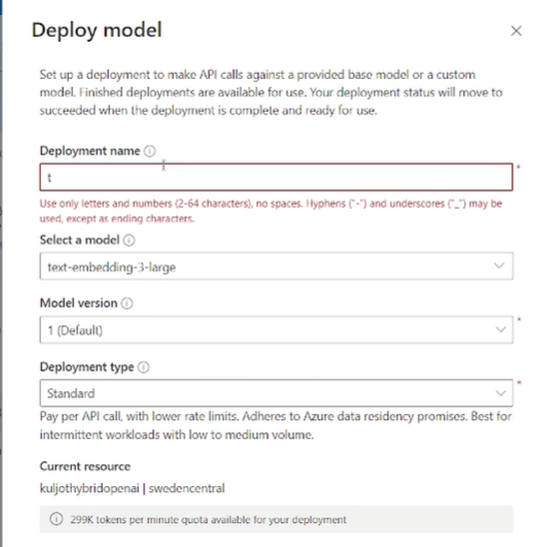 Deploy model
Set up a deployment to make API calls against a provided base model or a custom
model. Finished deployments are available for use. Your deployment status will move to
succeeded when the deployment is complete and ready for use.
Deployment name
t
Use only letters and numbers (2-64 characters), no spaces. Hyphens ("-") and underscores ("_") may be
used, except as ending characters.
Select a model
text-embedding-3-large
Model version
1 (Default)
Deployment type
Standard
Pay per API call, with lower rate limits. Adheres to Azure data residency promises. Best for
intermittent workloads with low to medium volume.
Current resource
kuljothybridopenai | swedencentral
299K tokens per minute quota available for your deployment